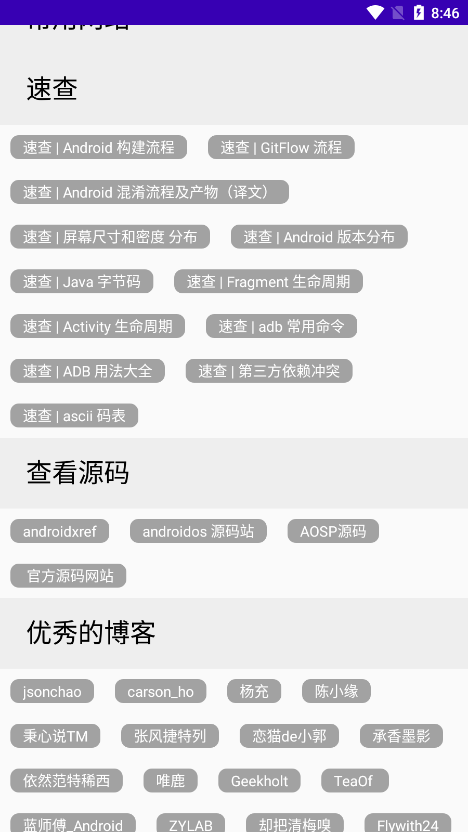 8:46
常用网站
速查
速查 | Android 构建流程 速查 | GitFlow 流程
速查 | Android 混淆流程及产物（译文）
速查 | 屏幕尺寸和密度 分布 速查 | Android 版本分布
速查 | Java 字节码 速查 | Fragment 生命周期
速查 | Activity 生命周期 速查 | adb 常用命令
速查 | ADB 用法大全 速查 | 第三方依赖冲突
速查 | ascii 码表
查看源码
androidxref androidos 源码站 AOSP源码
官方源码网站
优秀的博客
jsonchao carson_ho 杨充 陈小缘
秉心说TM 张风捷特列 恋猫de小郭 承香墨影
依然范特稀西 唯鹿 Geekholt TeaOf
蓝师傅_Android ZYLAB 却把清梅嗅 Flywith24